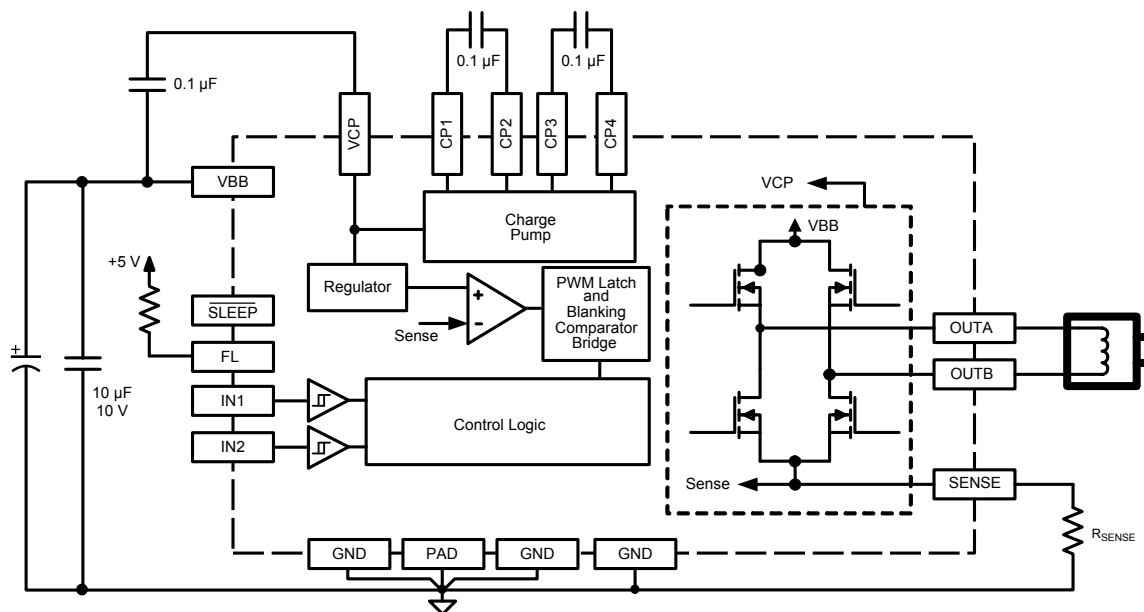 0.1 µF
0.1 µF
0.1 µF
VCP
CP1
CP2
CP3
CP4
VBB
Charge
Pump
VCP
VBB
+5 V
Regulator
PWM Latch
and
Blanking
Comparator
Bridge
+
-
Sense
SLEEP
FL
IN1
IN2
+
10 µF
10 V
Control Logic
OUTA
OUTB
Sense
SENSE
RSENSE
GND
PAD
GND
GND